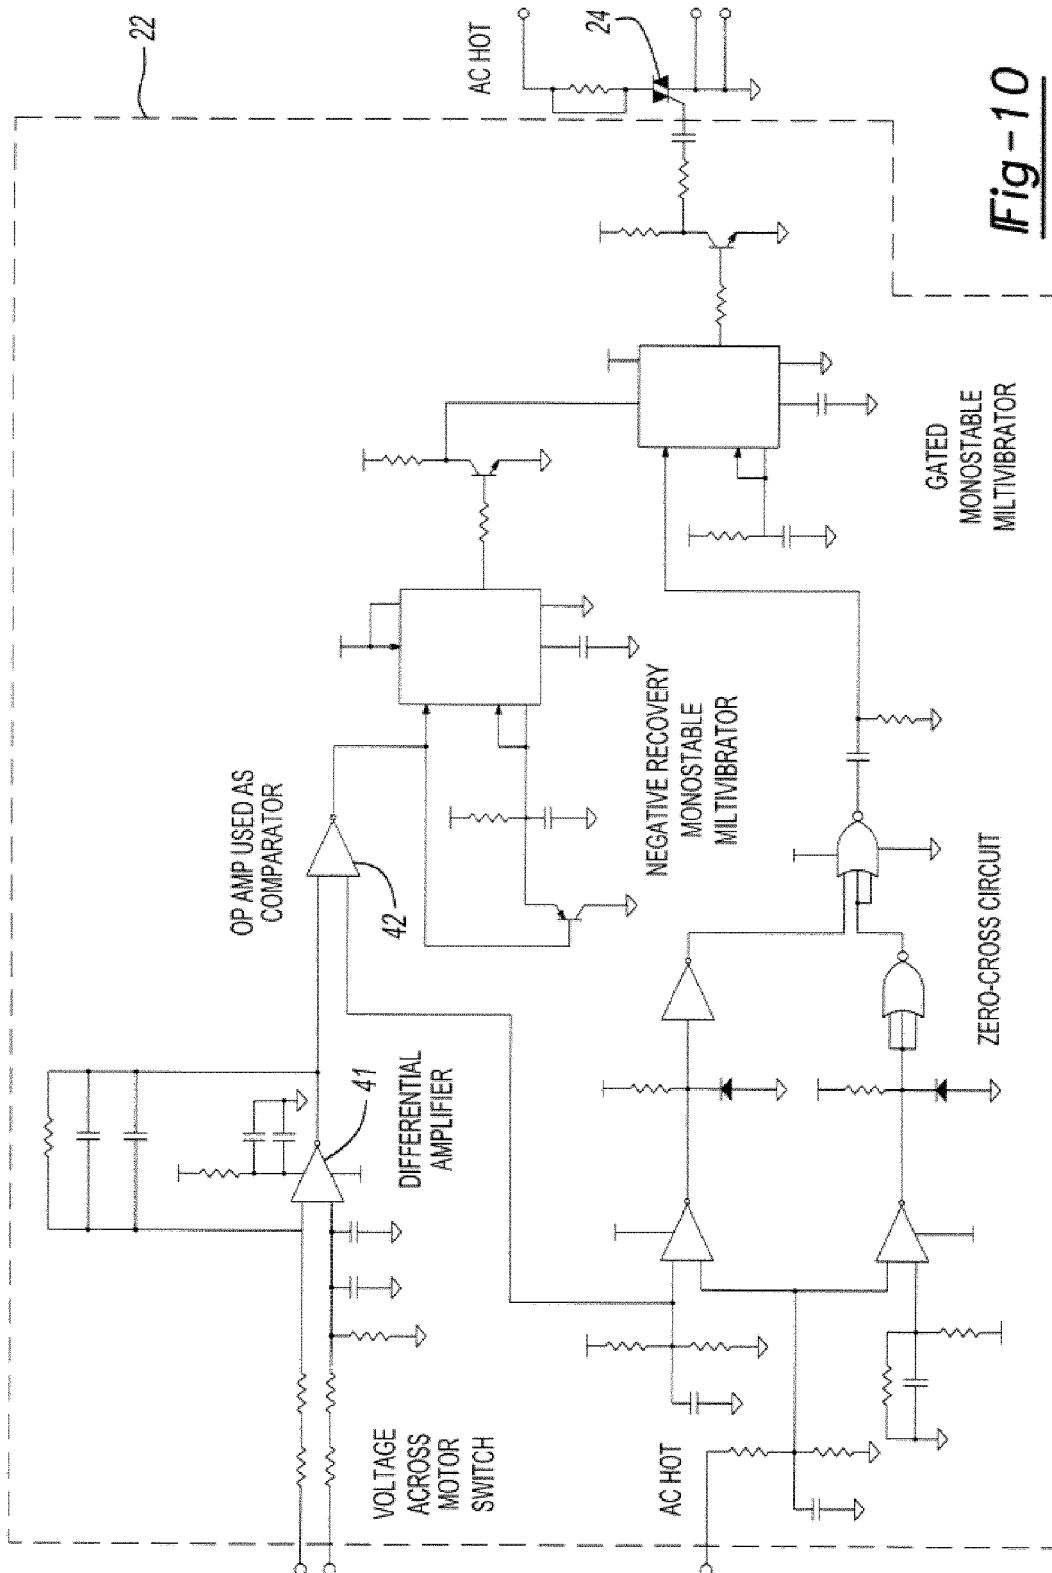 22
AC HOT
24
Fig-10
OP AMP USED AS
COMPARATOR
42
DIFFERENTIAL
AMPLIFIER
41
VOLTAGE
ACROSS
MOTOR
SWITCH
NEGATIVE RECOVERY
MONOSTABLE
MILTIVIBRATOR
GATED
MONOSTABLE
MILTIVIBRATOR
ZERO-CROSS CIRCUIT
AC HOT